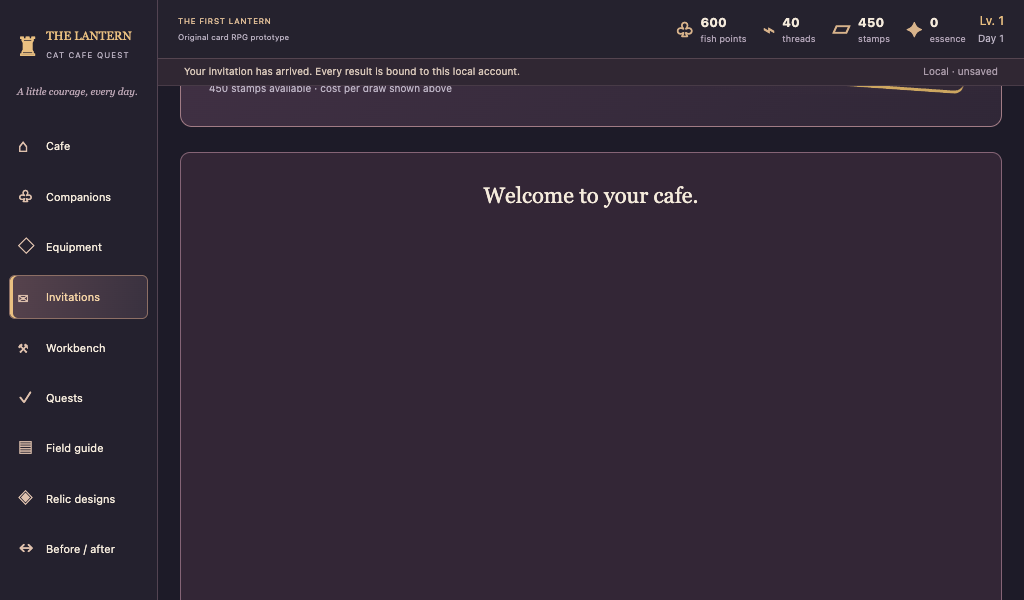 THE LANTERN
CAT CAFE QUEST
A little courage, every day.
Cafe
Companions
Equipment
Invitations
Workbench
Quests
Field guide
Relic designs
Before / after
THE FIRST LANTERN
Original card RPG prototype
600
fish points
40
threads
450
stamps
0
essence
Lv. 1
Day 1
Your invitation has arrived. Every result is bound to this local account.
Local · unsaved
450 stamps available · cost per draw shown above
Welcome to your cafe.